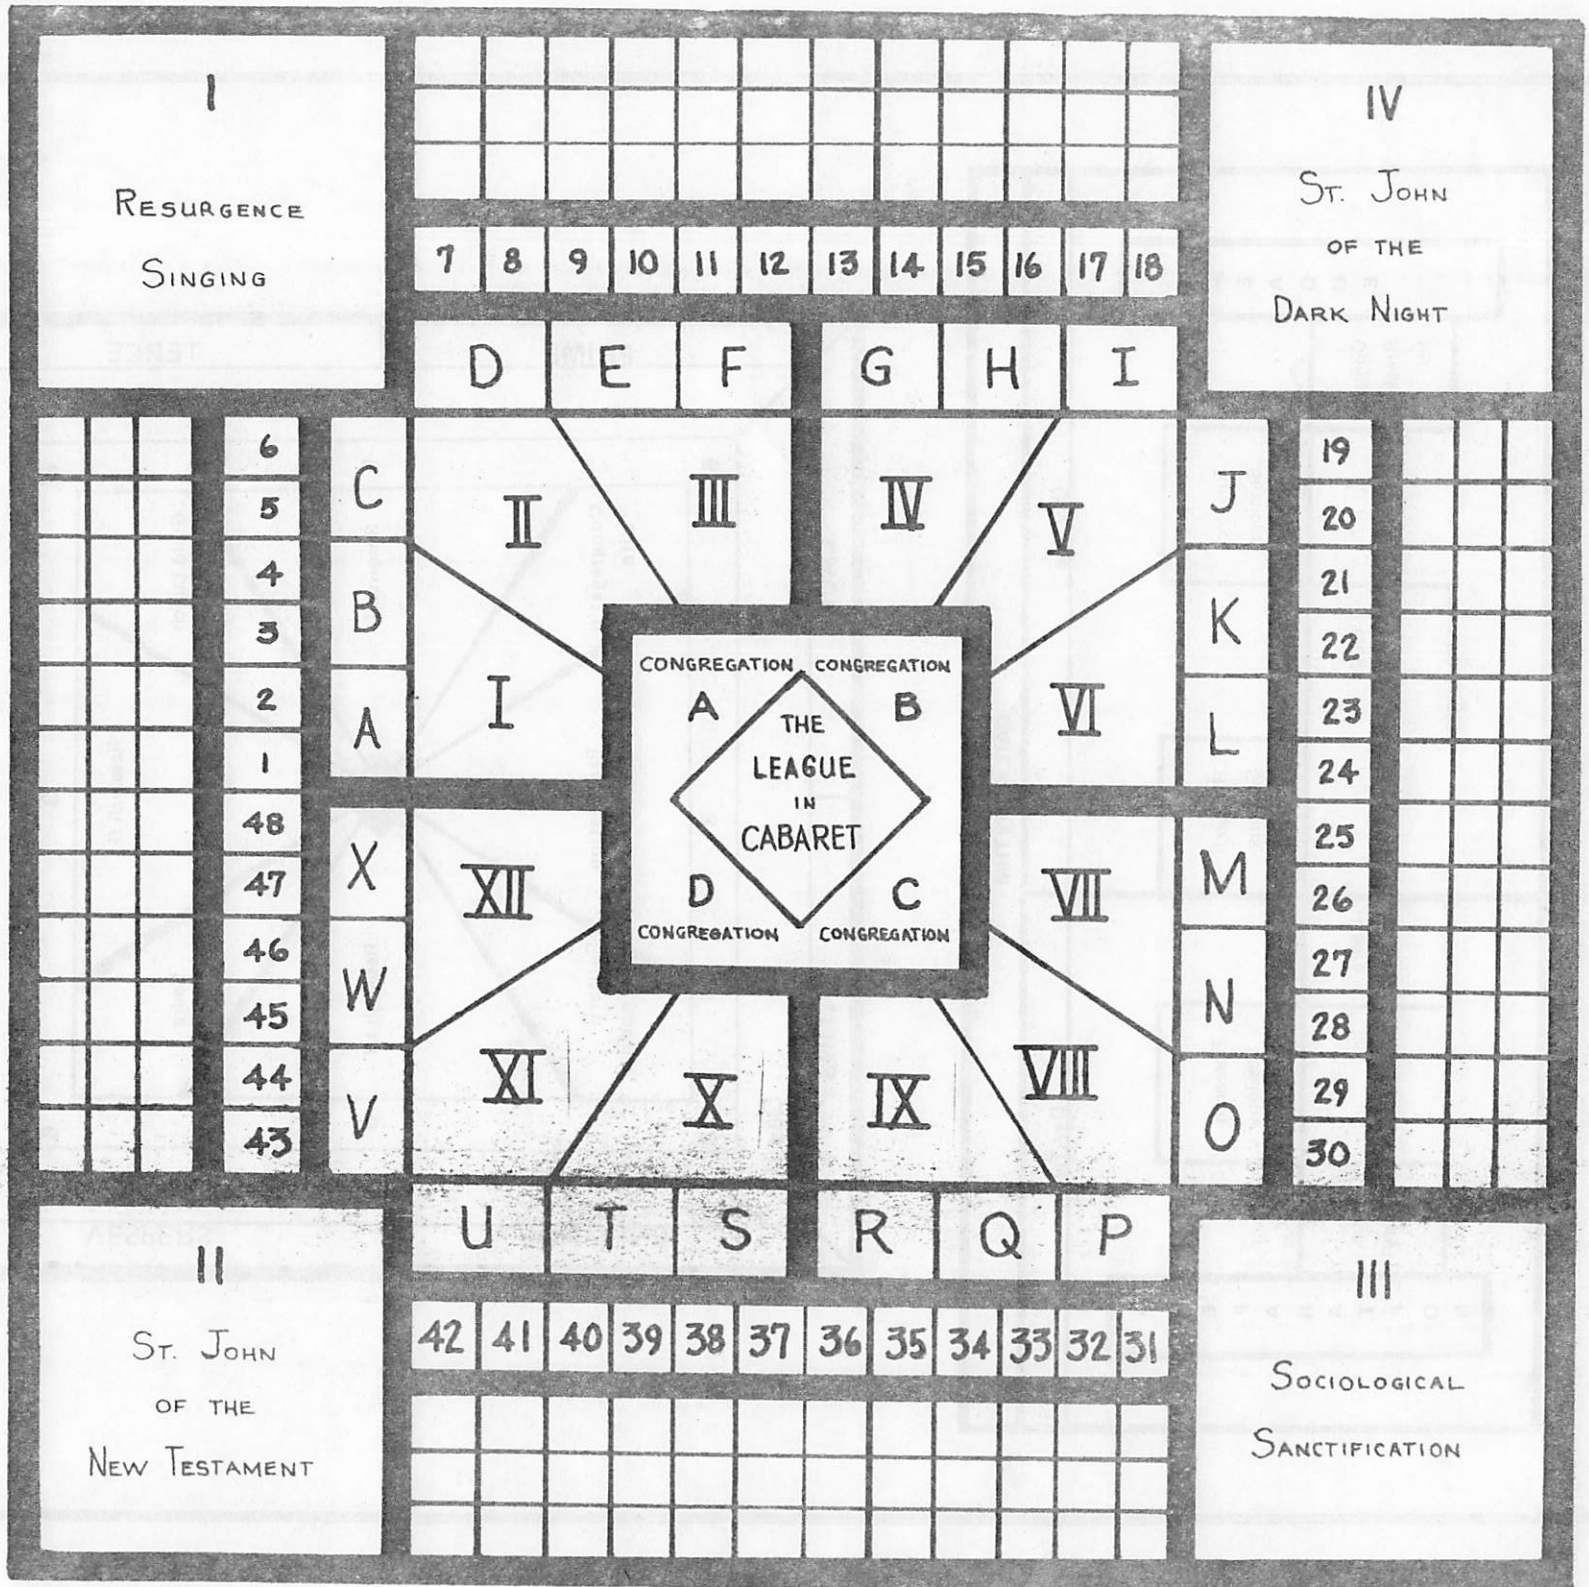 I
RESURGENCE
SINGING
IV
ST. JOHN
OF THE
DARK NIGHT
7 8 9 10 11 12 13 14 15 16 17 18
D E F G H I
6
5
4
3
2
1
48
47
46
45
44
43
C
B
A
X
W
V
II
III
IV
V
I
VI
XII
VII
XI
X
IX
VIII
CONGREGATION CONGREGATION
A B
THE
LEAGUE
IN
CABARET
D C
CONGREGATION CONGREGATION
J
K
L
M
N
O
19
20
21
22
23
24
25
26
27
28
29
30
U T S R Q P
42 41 40 39 38 37 36 35 34 33 32 31
II
ST. JOHN
OF THE
NEW TESTAMENT
III
SOCIOLOGICAL
SANCTIFICATION